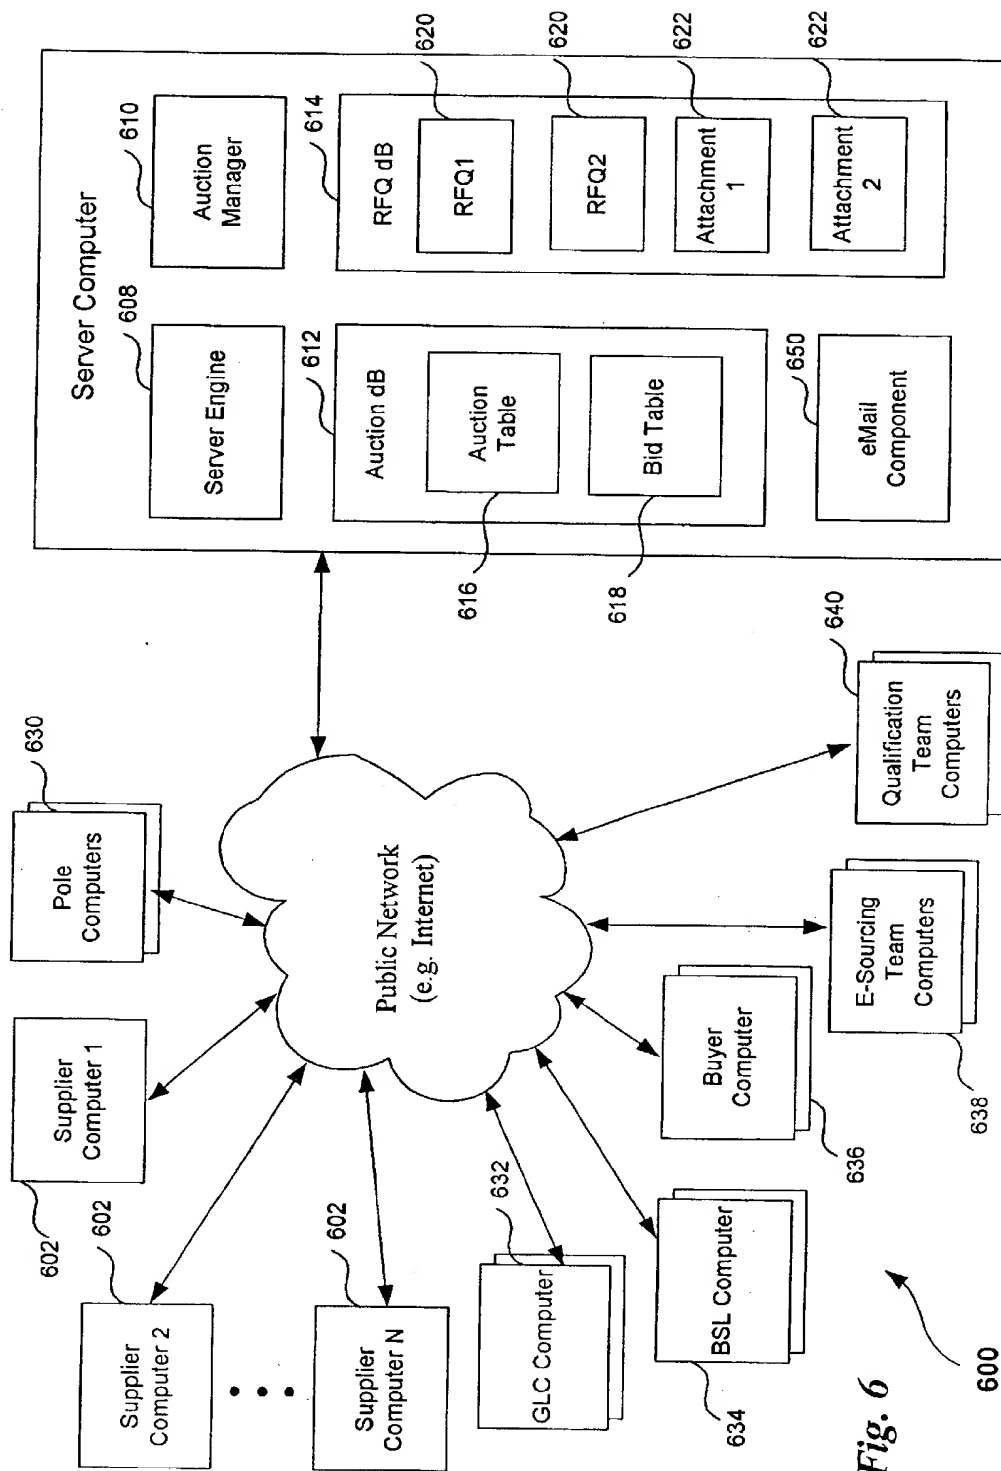 Server Computer
608
Server Engine
610
Auction
Manager
612
Auction dB
Auction
Table
616
Bid Table
618
614
RFQ dB
620
RFQ1
620
RFQ2
622
Attachment
1
622
Attachment
2
650
eMail
Component
630
Pole
Computers
Supplier
Computer 1
602
602
Supplier
Computer 2
602
Supplier
Computer N
Public Network
(e.g. Internet)
632
GLC Computer
BSL Computer
634
Buyer
Computer
636
E-Sourcing
Team
Computers
638
640
Qualification
Team
Computers
600
Fig. 6